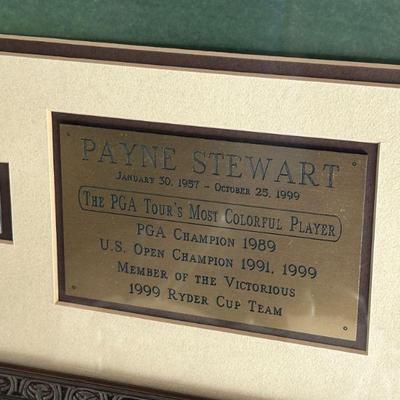 PAYNE STEWART
JANUARY 30, 1957 – OCTOBER 25, 1999
THE PGA TOUR'S MOST COLORFUL PLAYER
PGA CHAMPION 1989
U.S. OPEN CHAMPION 1991, 1999
MEMBER OF THE VICTORIOUS
1999 RYDER CUP TEAM